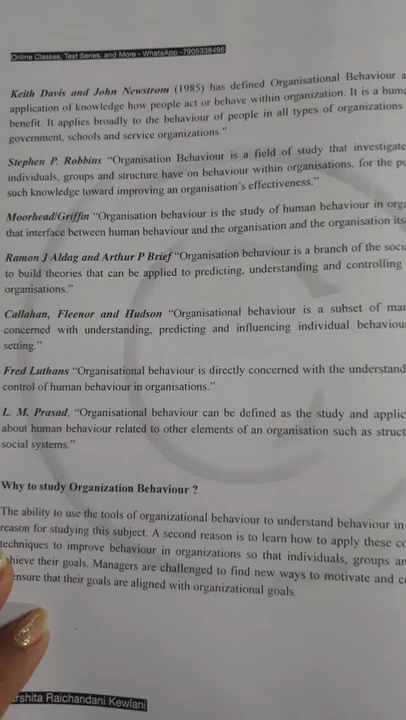 Online Classes, Test Series, and More - WhatsApp -7905338495
Keith Davis and John Newstrom (1985) has defined Organisational Behaviour a
application of knowledge how people act or behave within organization. It is a
benefit. It applies broadly to the behaviour of people in all types of organizations
government, schools and service organizations."
Stephen P. Robbins "Organisation Behaviour is a field of study that investigate
individuals, groups and structure have on behaviour within organisations, for the
such knowledge toward improving an organisation's effectiveness."
Moorhead/Griffin "Organisation behaviour is the study of human behaviour in
that interface between human behaviour and the organisation and the organisation
Ramon J Aldag and Arthur P Brief "Organisation behaviour is a branch of the
to build theories that can be applied to predicting, understanding and controlling
organisations."
Callahan, Fleenor and Hudson "Organisational behaviour is a subset of
concerned with understanding, predicting and influencing individual behaviour
setting."
Fred Luthans "Organisational behaviour is directly concerned with the understand
control of human behaviour in organisations."
L. M. Prasad, "Organisational behaviour can be defined as the study and applic
about human behaviour related to other elements of an organisation such as struct
social systems."
Why to study Organization Behaviour ?
The ability to use the tools of organizational behaviour to understand behaviour in
reason for studying this subject. A second reason is to learn how to apply these
techniques to improve behaviour in organizations so that individuals, groups
their goals. Managers are challenged to find new ways to motivate and
ensure that their goals are aligned with organizational goals.
Raichandani Kewlani